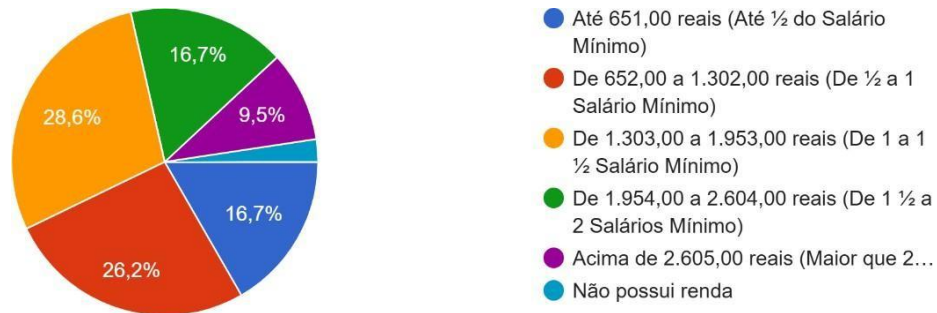 16,7%
9,5%
28,6%
16,7%
26,2%
Até 651,00 reais (Até ½ do Salário
Mínimo)
De 652,00 a 1.302,00 reais (De ½ a 1
Salário Mínimo)
De 1.303,00 a 1.953,00 reais (De 1 a 1
½ Salário Mínimo)
De 1.954,00 a 2.604,00 reais (De 1 ½ a
2 Salários Mínimo)
Acima de 2.605,00 reais (Maior que 2…
Não possui renda